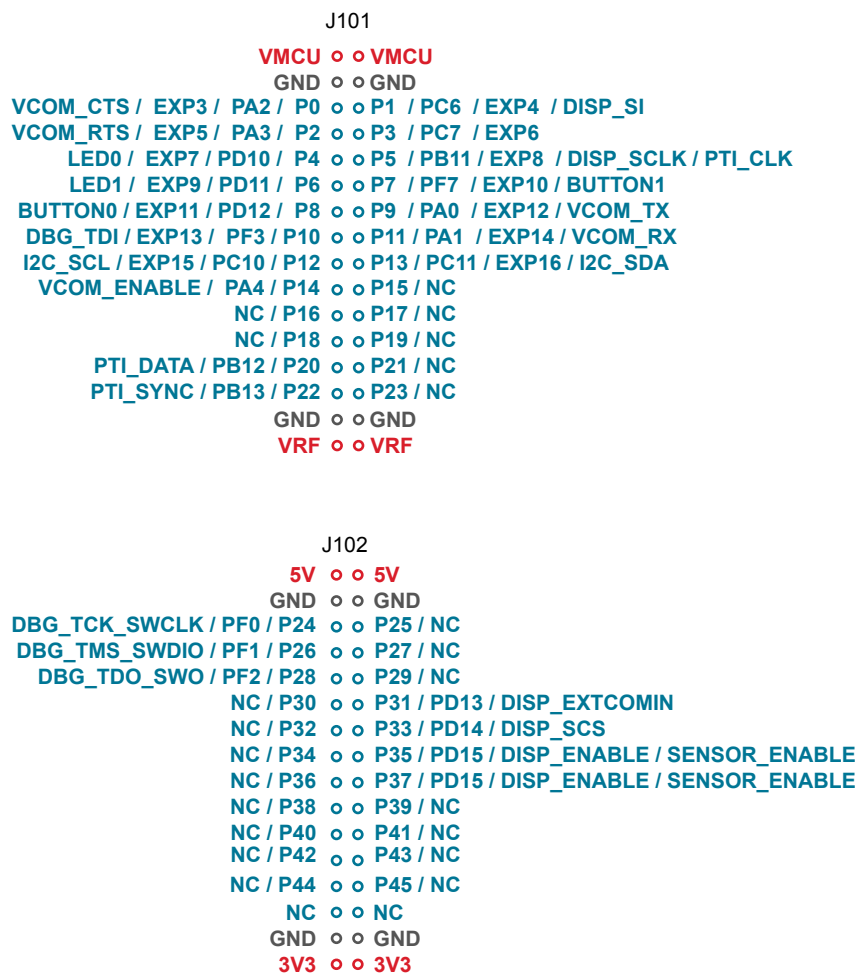 J101
VMCU VMCU
GND GND
VCOM_CTS / EXP3 / PA2 / P0 P1 / PC6 / EXP4 / DISP_SI
VCOM_RTS / EXP5 / PA3 / P2 P3 / PC7 / EXP6
LED0 / EXP7 / PD10 / P4 P5 / PB11 / EXP8 / DISP_SCLK / PTI_CLK
LED1 / EXP9 / PD11 / P6 P7 / PF7 / EXP10 / BUTTON1
BUTTON0 / EXP11 / PD12 / P8 P9 / PA0 / EXP12 / VCOM_TX
DBG_TDI / EXP13 / PF3 / P10 P11 / PA1 / EXP14 / VCOM_RX
I2C_SCL / EXP15 / PC10 / P12 P13 / PC11 / EXP16 / I2C_SDA
VCOM_ENABLE / PA4 / P14 P15 / NC
NC / P16 P17 / NC
NC / P18 P19 / NC
PTI_DATA / PB12 / P20 P21 / NC
PTI_SYNC / PB13 / P22 P23 / NC
GND GND
VRF VRF
J102
5V 5V
GND GND
DBG_TCK_SWCLK / PF0 / P24 P25 / NC
DBG_TMS_SWDIO / PF1 / P26 P27 / NC
DBG_TDO_SWO / PF2 / P28 P29 / NC
NC / P30 P31 / PD13 / DISP_EXTCOMIN
NC / P32 P33 / PD14 / DISP_SCS
NC / P34 P35 / PD15 / DISP_ENABLE / SENSOR_ENABLE
NC / P36 P37 / PD15 / DISP_ENABLE / SENSOR_ENABLE
NC / P38 P39 / NC
NC / P40 P41 / NC
NC / P42 P43 / NC
NC / P44 P45 / NC
NC NC
GND GND
3V3 3V3